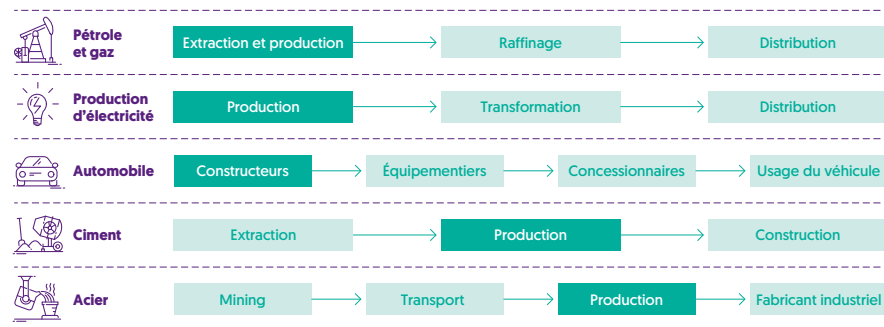 Pétrole
et gaz
Extraction et production
Raffinage
Distribution
Production
d’électricité
Production
Transformation
Distribution
Automobile
Constructeurs
Équipementiers
Concessionnaires
Usage du véhicule
Ciment
Extraction
Production
Construction
Acier
Mining
Transport
Production
Fabricant industriel